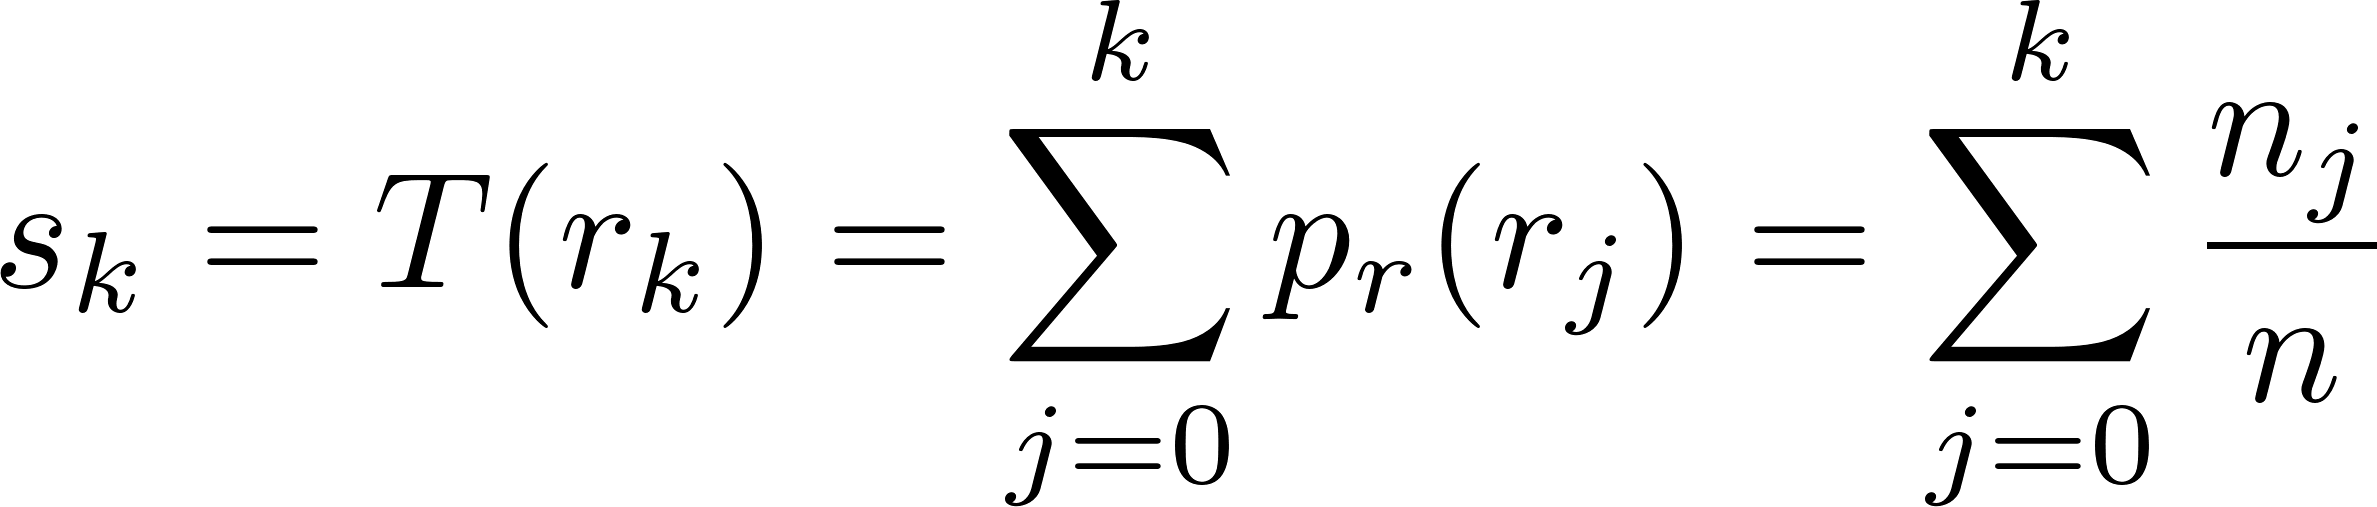 s_k = T(r_k) = \sum_{j=0}^{k} p_r(r_j) = \sum_{j=0}^{k} \frac{n_j}{n}